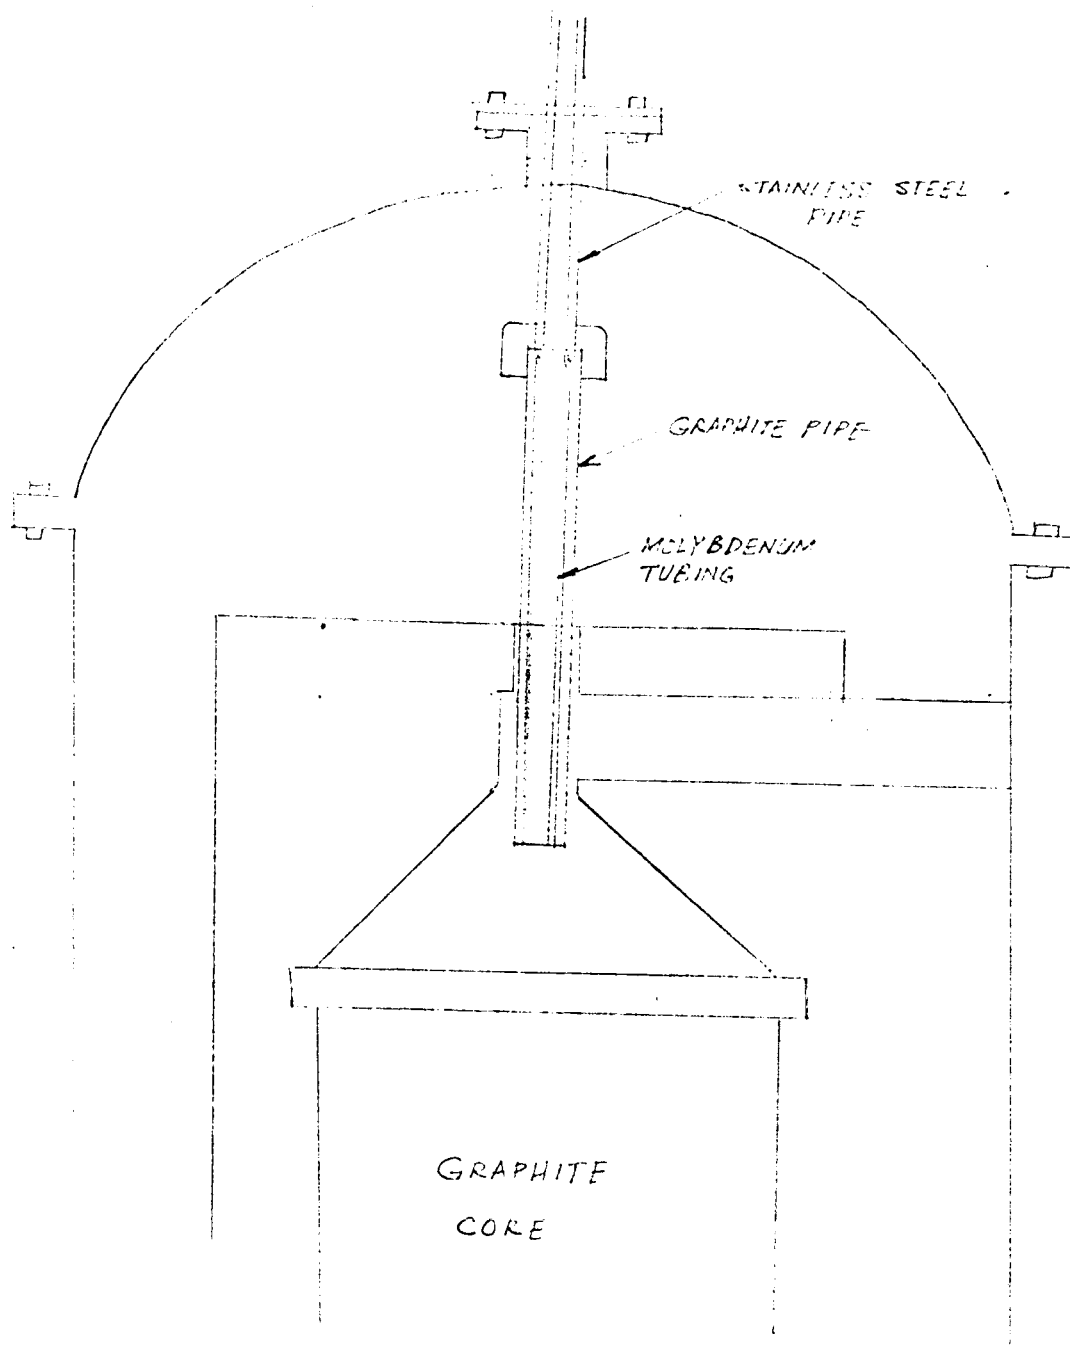 STAINLESS STEEL
PIPE
GRAPHITE PIPE
MOLYBDENUM
TUBING
GRAPHITE
CORE